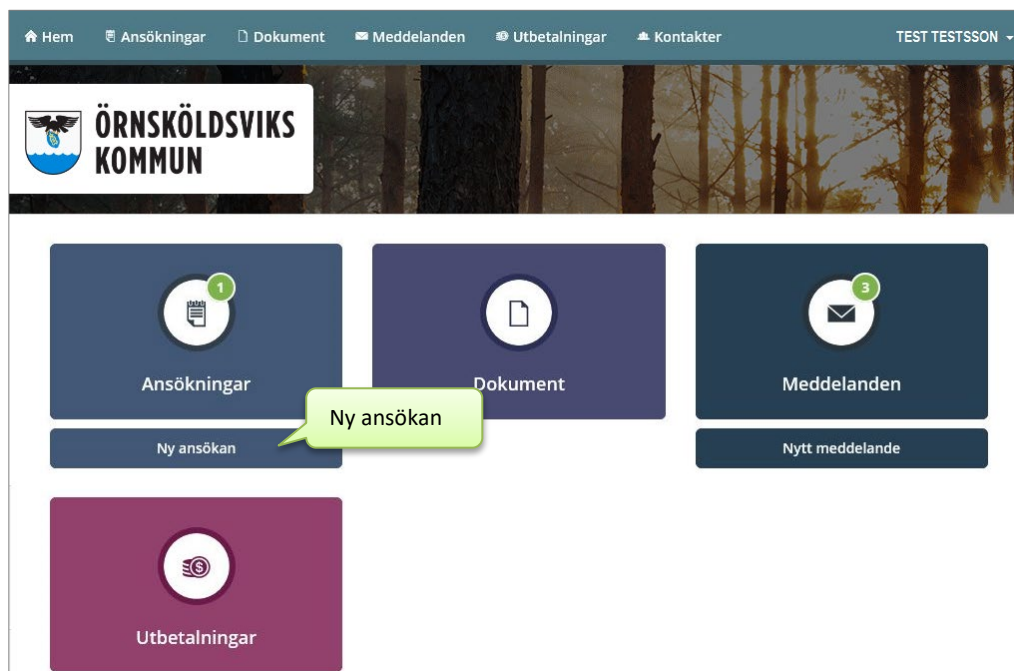 Hem Ansökningar Dokument Meddelanden Utbetalningar Kontakter TEST TESTSSON
ÖRNSKÖLDSVIKS
KOMMUN
1
3
Ansökningar
Dokument
Meddelanden
Ny ansökan
Ny ansökan
Nytt meddelande
Utbetalningar